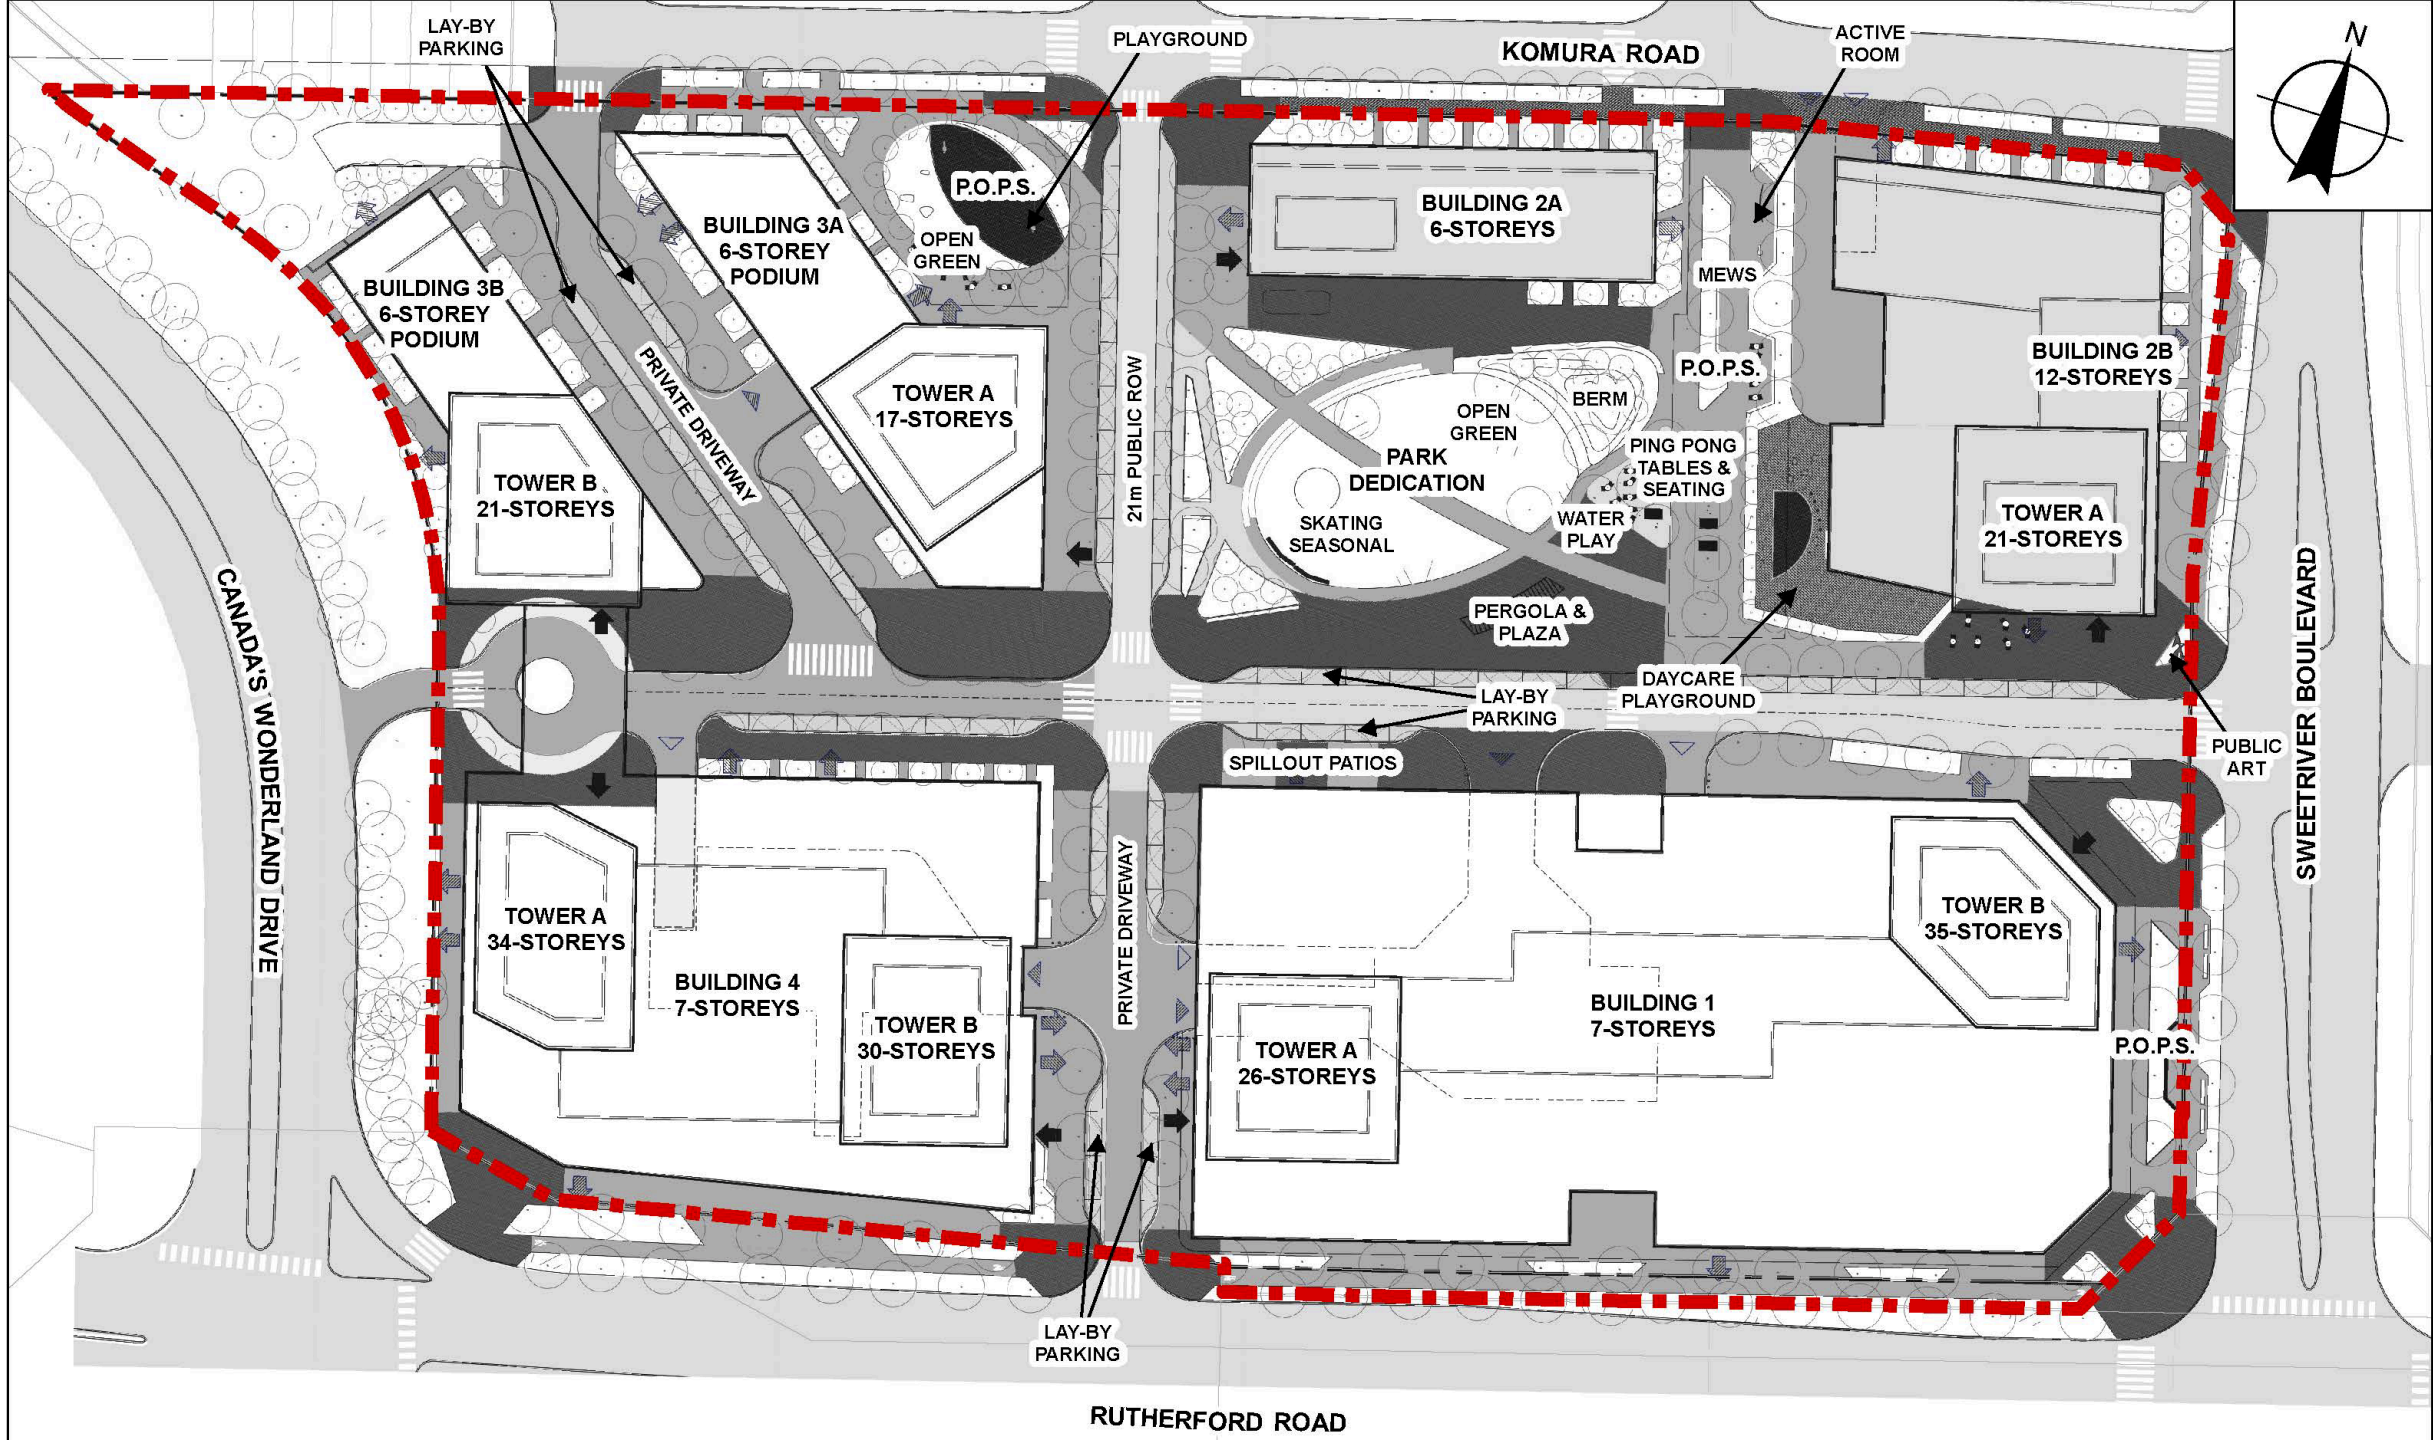 LAY-BY
PARKING
PLAYGROUND
KOMURA ROAD
ACTIVE
ROOM
N
P.O.P.S.
OPEN
GREEN
BUILDING 3A
6-STOREY
PODIUM
BUILDING 3B
6-STOREY
PODIUM
BUILDING 2A
6-STOREYS
MEWS
P.O.P.S.
BUILDING 2B
12-STOREYS
PRIVATE DRIVEWAY
TOWER A
17-STOREYS
21m PUBLIC ROW
OPEN
GREEN
BERM
PARK
DEDICATION
PING PONG
TABLES &
SEATING
WATER
PLAY
SKATING
SEASONAL
TOWER B
21-STOREYS
TOWER A
21-STOREYS
PERGOLA &
PLAZA
CANADA'S WONDERLAND DRIVE
SWEETRIVER BOULEVARD
DAYCARE
PLAYGROUND
LAY-BY
PARKING
SPILLOUT PATIOS
PUBLIC
ART
TOWER A
34-STOREYS
BUILDING 4
7-STOREYS
TOWER B
30-STOREYS
PRIVATE DRIVEWAY
TOWER A
26-STOREYS
BUILDING 1
7-STOREYS
TOWER B
35-STOREYS
P.O.P.S.
LAY-BY
PARKING
RUTHERFORD ROAD